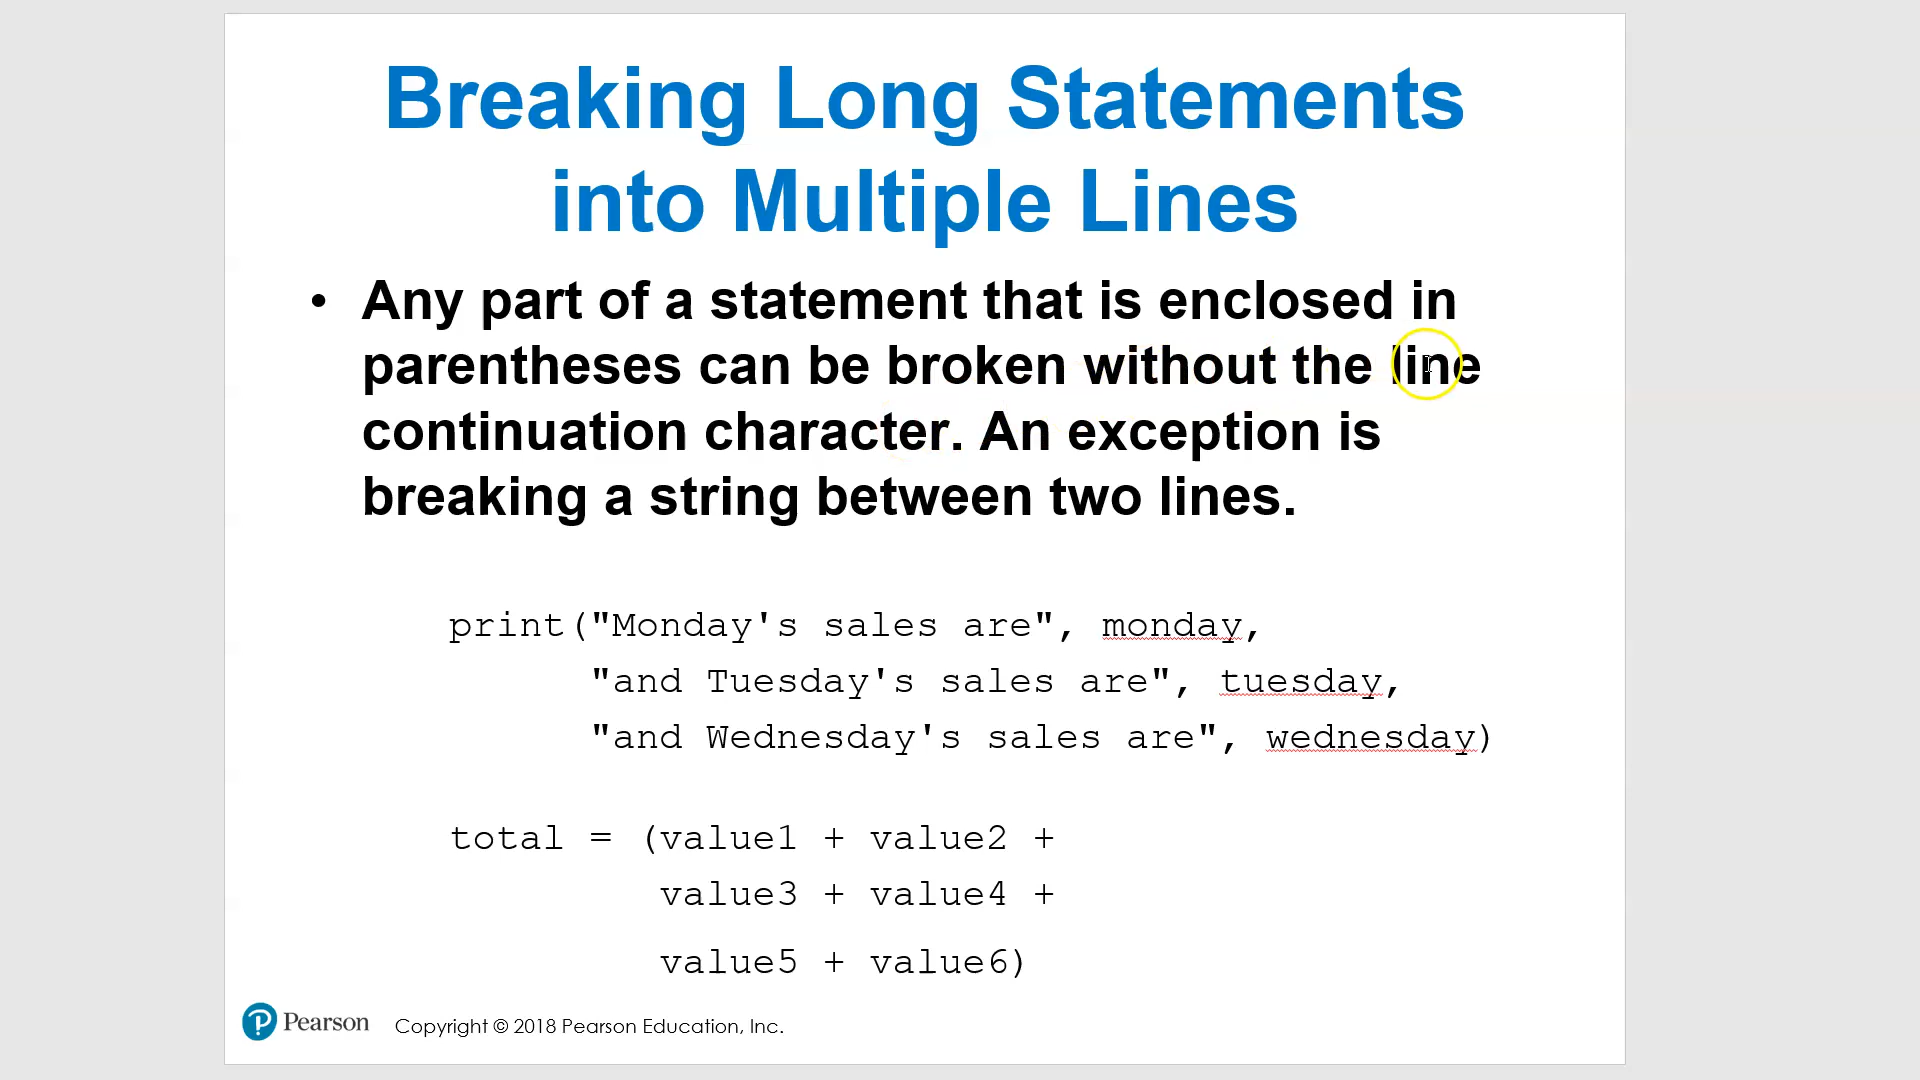 Breaking Long Statements
into Multiple Lines
• Any part of a statement that is enclosed in
parentheses can be broken without the line
continuation character. An exception is
breaking a string between two lines.
print("Monday's sales are", monday,
"and Tuesday's sales are", tuesday,
"and Wednesday's sales are", wednesday)
total = (value1 + value2 +
value3 + value4 +
value5 + value6)
Pearson Copyright © 2018 Pearson Education, Inc.